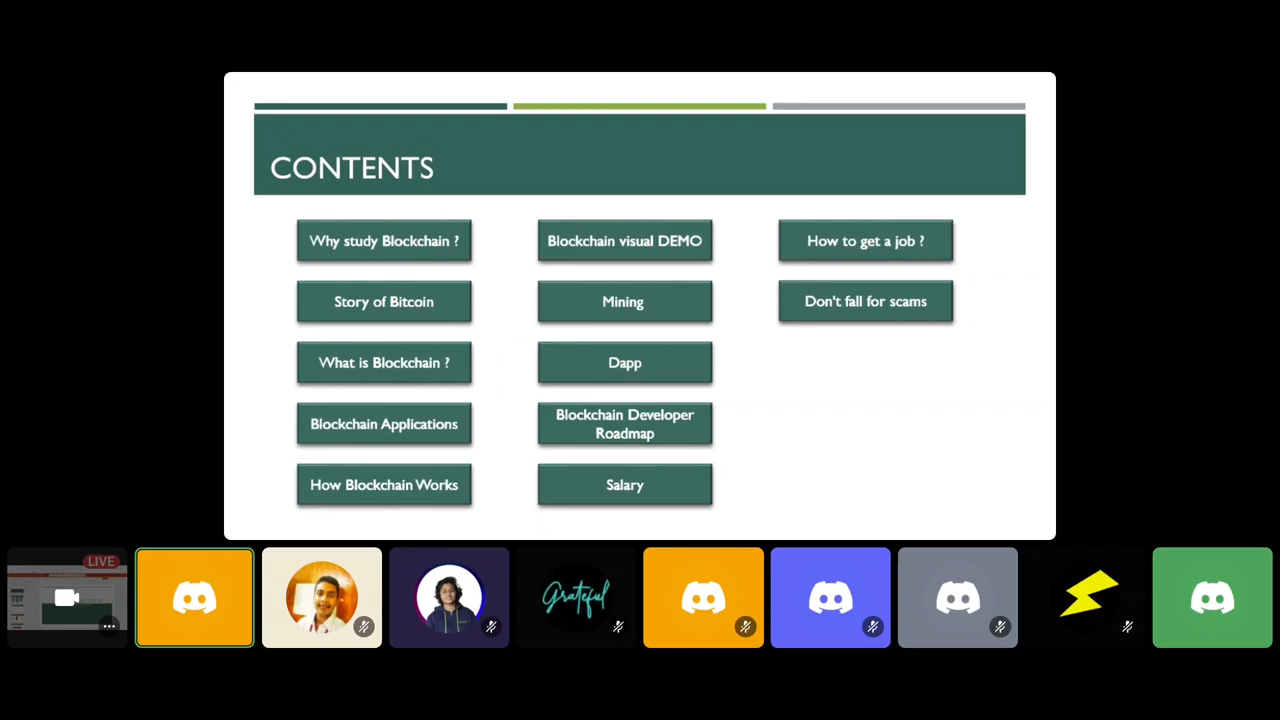 CONTENTS
Why study Blockchain ?
Story of Bitcoin
What is Blockchain ?
Blockchain Applications
How Blockchain Works
Blockchain visual DEMO
Mining
Dapp
Blockchain Developer
Roadmap
Salary
How to get a job ?
Don't fall for scams
LIVE
Grateful